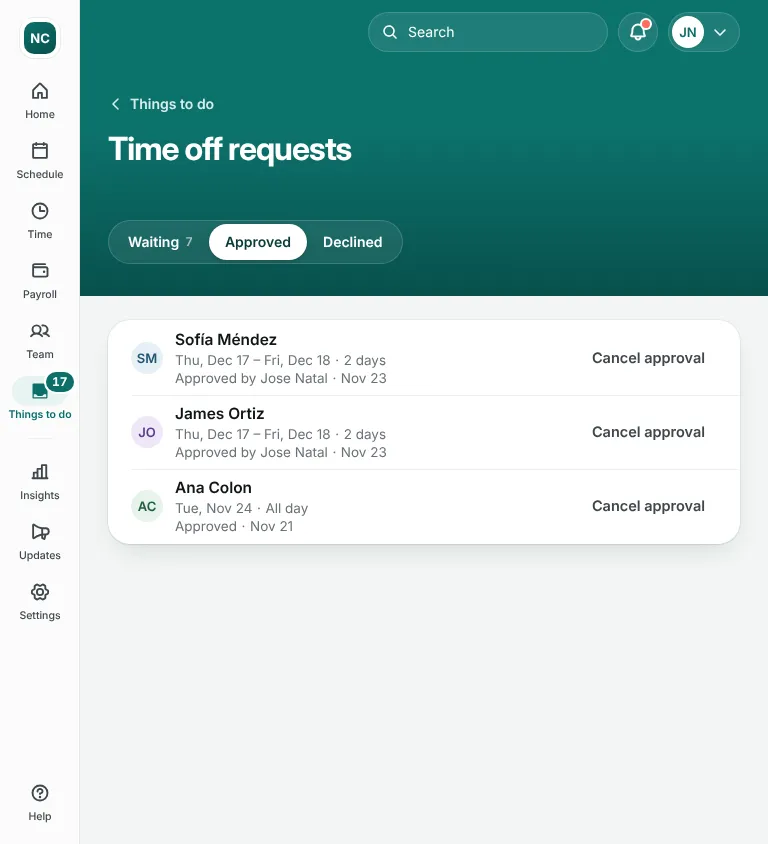 NC
Search
JN
Home
Schedule
Time
Payroll
Team
17
Things to do
Insights
Updates
Settings
Help
Things to do
Time off requests
Waiting 7
Approved
Declined
SM
Sofía Méndez
Thu, Dec 17 – Fri, Dec 18 · 2 days
Approved by Jose Natal · Nov 23
Cancel approval
JO
James Ortiz
Thu, Dec 17 – Fri, Dec 18 · 2 days
Approved by Jose Natal · Nov 23
Cancel approval
AC
Ana Colon
Tue, Nov 24 · All day
Approved · Nov 21
Cancel approval